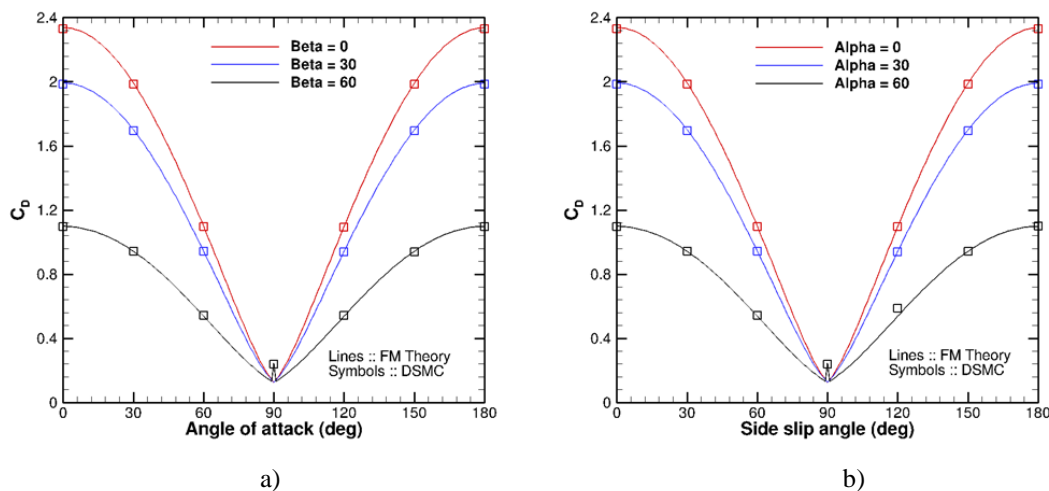 2.4
2
1.6
1.2
0.8
0.4
0
C_D
Beta = 0
Beta = 30
Beta = 60
Lines :: FM Theory
Symbols :: DSMC
0 30 60 90 120 150 180
Angle of attack (deg)
a)
2.4
2
1.6
1.2
0.8
0.4
0
C_D
Alpha = 0
Alpha = 30
Alpha = 60
Lines :: FM Theory
Symbols :: DSMC
0 30 60 90 120 150 180
Side slip angle (deg)
b)